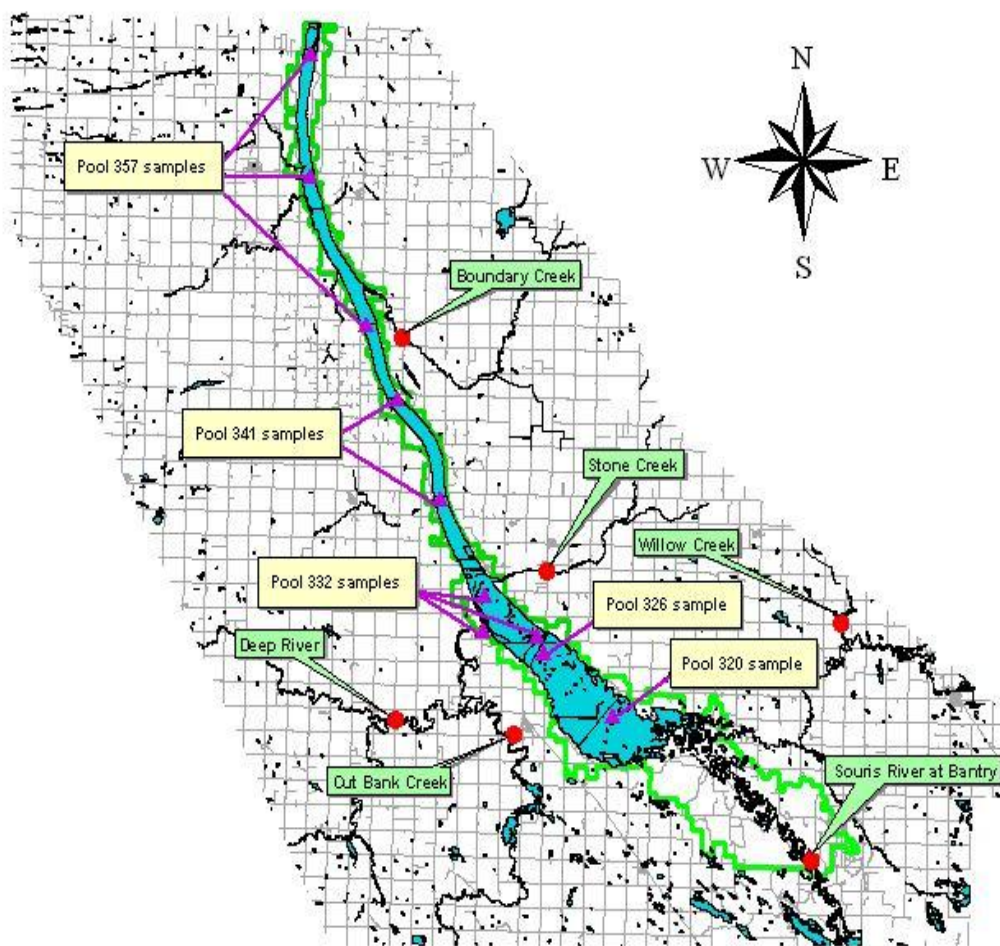 N
W
E
S
Pool 357 samples
Boundary Creek
Pool 341 samples
Stone Creek
Willow Creek
Pool 332 samples
Pool 326 sample
Deep River
Pool 320 sample
Cut Bank Creek
Souris River at Bantry